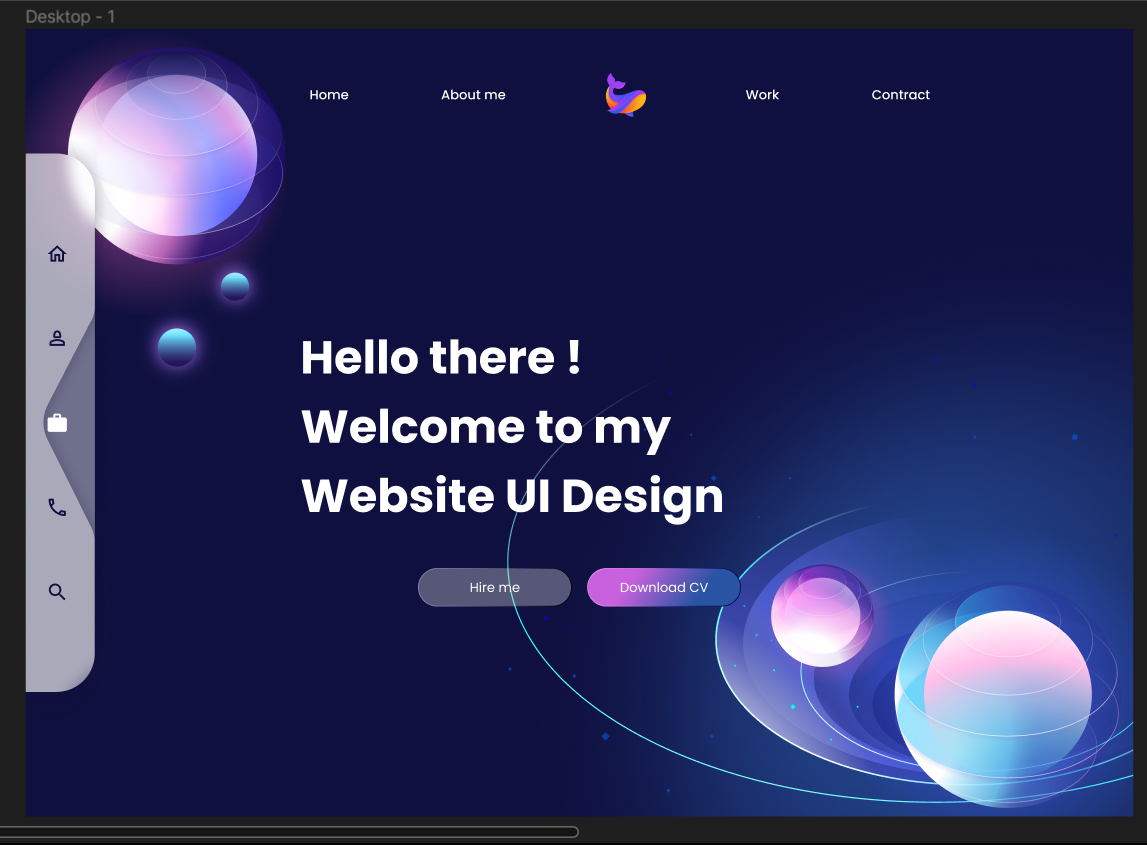 Desktop - 1
Home
About me
Work
Contract
Hello there !
Welcome to my
Website UI Design
Hire me
Download CV